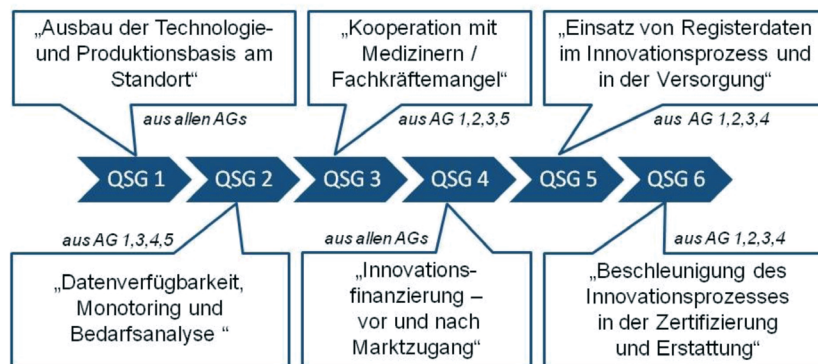 „Ausbau der Technologie-
und Produktionsbasis am
Standort“
aus allen AGs
„Kooperation mit
Medizinern /
Fachkräftemangel“
aus AG 1,2,3,5
„Einsatz von Registerdaten
im Innovationsprozess und
in der Versorgung“
aus AG 1,2,3,4
QSG 1
QSG 2
QSG 3
QSG 4
QSG 5
QSG 6
aus AG 1,3,4,5
„Datenverfügbarkeit,
Monotoring und
Bedarfsanalyse “
aus allen AGs
„Innovations-
finanzierung –
vor und nach
Marktzugang“
aus AG 1,2,3,4
„Beschleunigung des
Innovationsprozesses
in der Zertifizierung
und Erstattung“